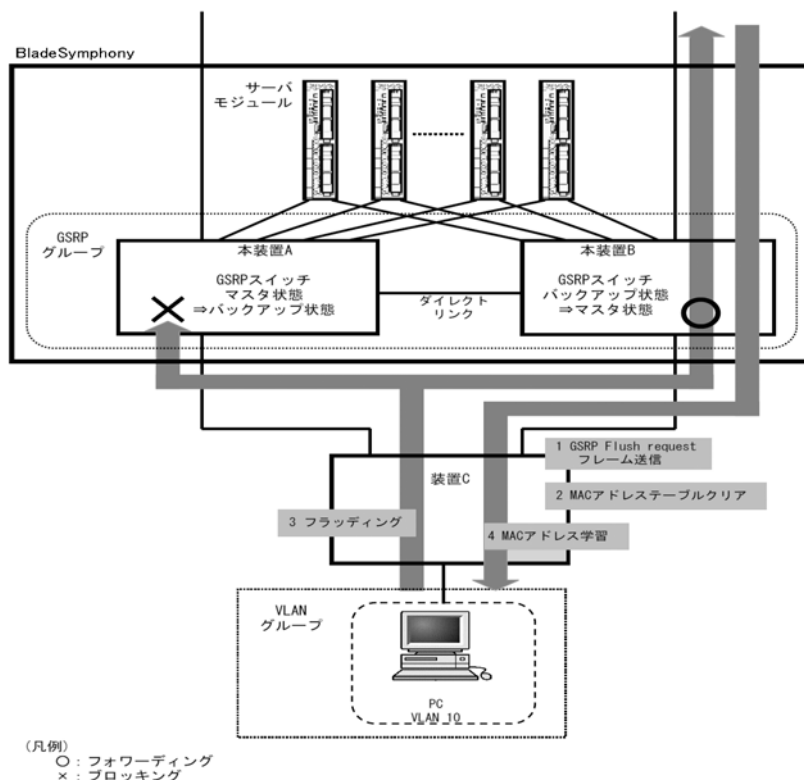 BladeSymphony
サーバ
モジュール
GSRP
グループ
本装置A
GSRPスイッチ
マスタ状態
⇒バックアップ状態
ダイレクト
リンク
本装置B
GSRPスイッチ
バックアップ状態
⇒マスタ状態
1 GSRP Flush request
フレーム送信
装置C
2 MACアドレステーブルクリア
3 フラッディング
4 MACアドレス学習
VLAN
グループ
PC
VLAN 10
(凡例)
○:フォワーディング
×:ブロッキング